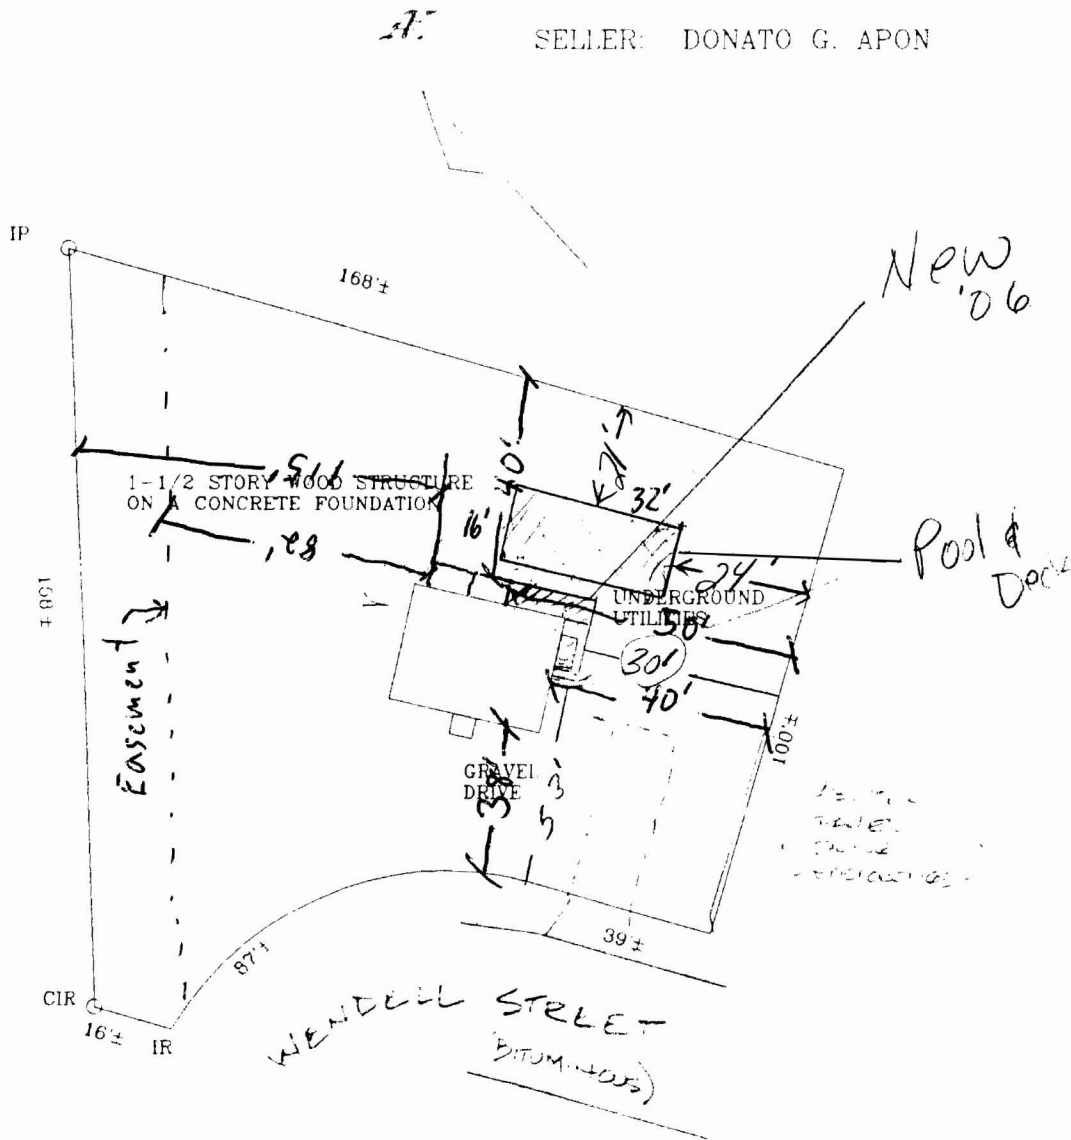 SELLER: DONATO G. APON
IP
168'±
New
'06
40'
21'
115'
1-1/2 STORY WOOD STRUCTURE
ON A CONCRETE FOUNDATION
32'
16'
82'
Pool &
Deck
24'
UNDERGROUND
UTILITIES
50'
30'
40'
158'±
Easement
100'±
GRAVEL
DRIVE
38'
53'
39'±
87'±
CIR
16'±
IR
WENDELL STREET
(BITUMINOUS)